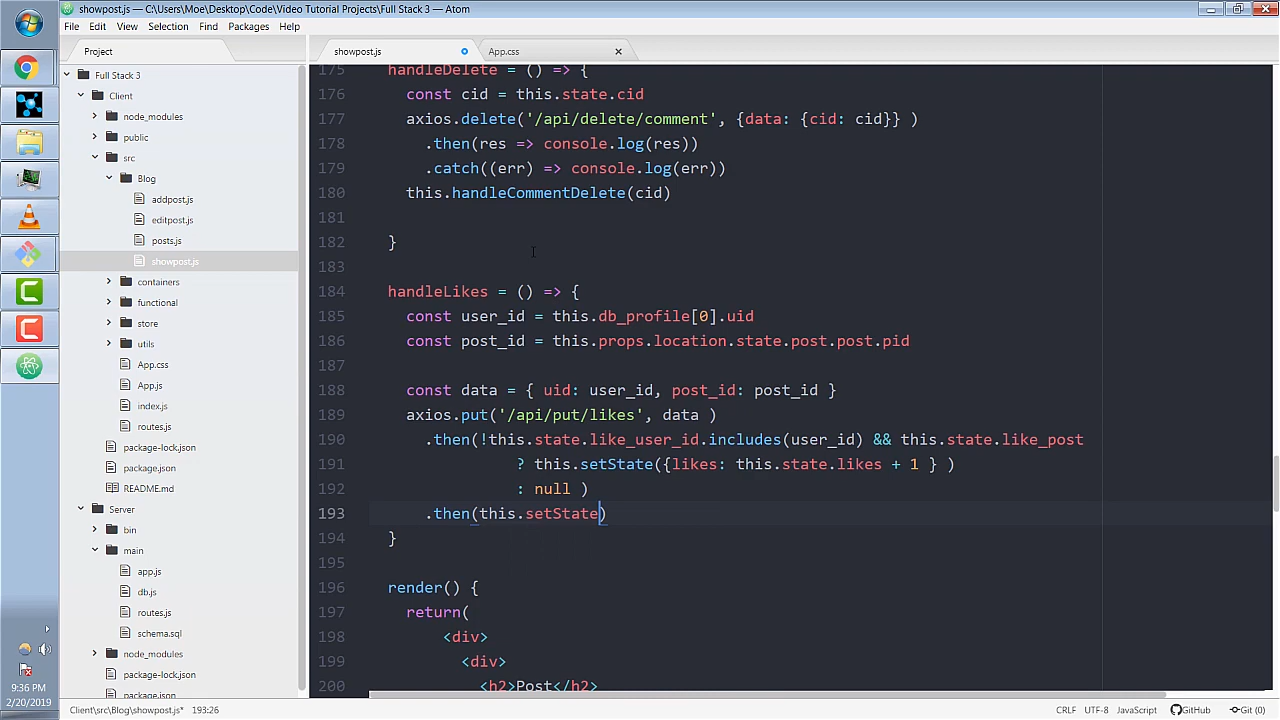 showpost.js — C:\Users\Moe\Desktop\Code\Video Tutorial Projects\Full Stack 3 — Atom
File Edit View Selection Find Packages Help
Project
Full Stack 3
Client
node_modules
public
src
Blog
addpost.js
editpost.js
posts.js
showpost.js
containers
functional
store
utils
App.css
App.js
index.js
routes.js
package-lock.json
package.json
README.md
Server
bin
main
app.js
db.js
routes.js
schema.sql
node_modules
package-lock.json
package.json
showpost.js App.css
175 handleDelete = () => {
176 const cid = this.state.cid
177 axios.delete('/api/delete/comment', {data: {cid: cid}} )
178 .then(res => console.log(res))
179 .catch((err) => console.log(err))
180 this.handleCommentDelete(cid)
181
182 }
183
184 handleLikes = () => {
185 const user_id = this.db_profile[0].uid
186 const post_id = this.props.location.state.post.post.pid
187
188 const data = { uid: user_id, post_id: post_id }
189 axios.put('/api/put/likes', data )
190 .then(!this.state.like_user_id.includes(user_id) && this.state.like_post
191 ? this.setState({likes: this.state.likes + 1 } )
192 : null )
193 .then(this.setState)
194 }
195
196 render() {
197 return(
198 <div>
199 <div>
200 <h2>Post</h2>
9:36 PM
2/20/2019
Client\src\Blog\showpost.js* 193:26 CRLF UTF-8 JavaScript GitHub Git (0)